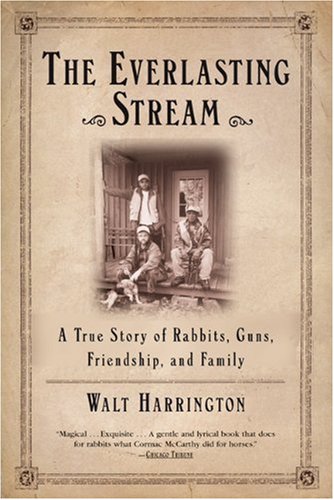 THE EVERLASTING
STREAM
A True Story of Rabbits, Guns,
Friendship, and Family
WALT HARRINGTON
"Magical . . . Exquisite . . . A gentle and lyrical book that does
for rabbits what Cormac McCarthy did for horses."
—CHICAGO TRIBUNE